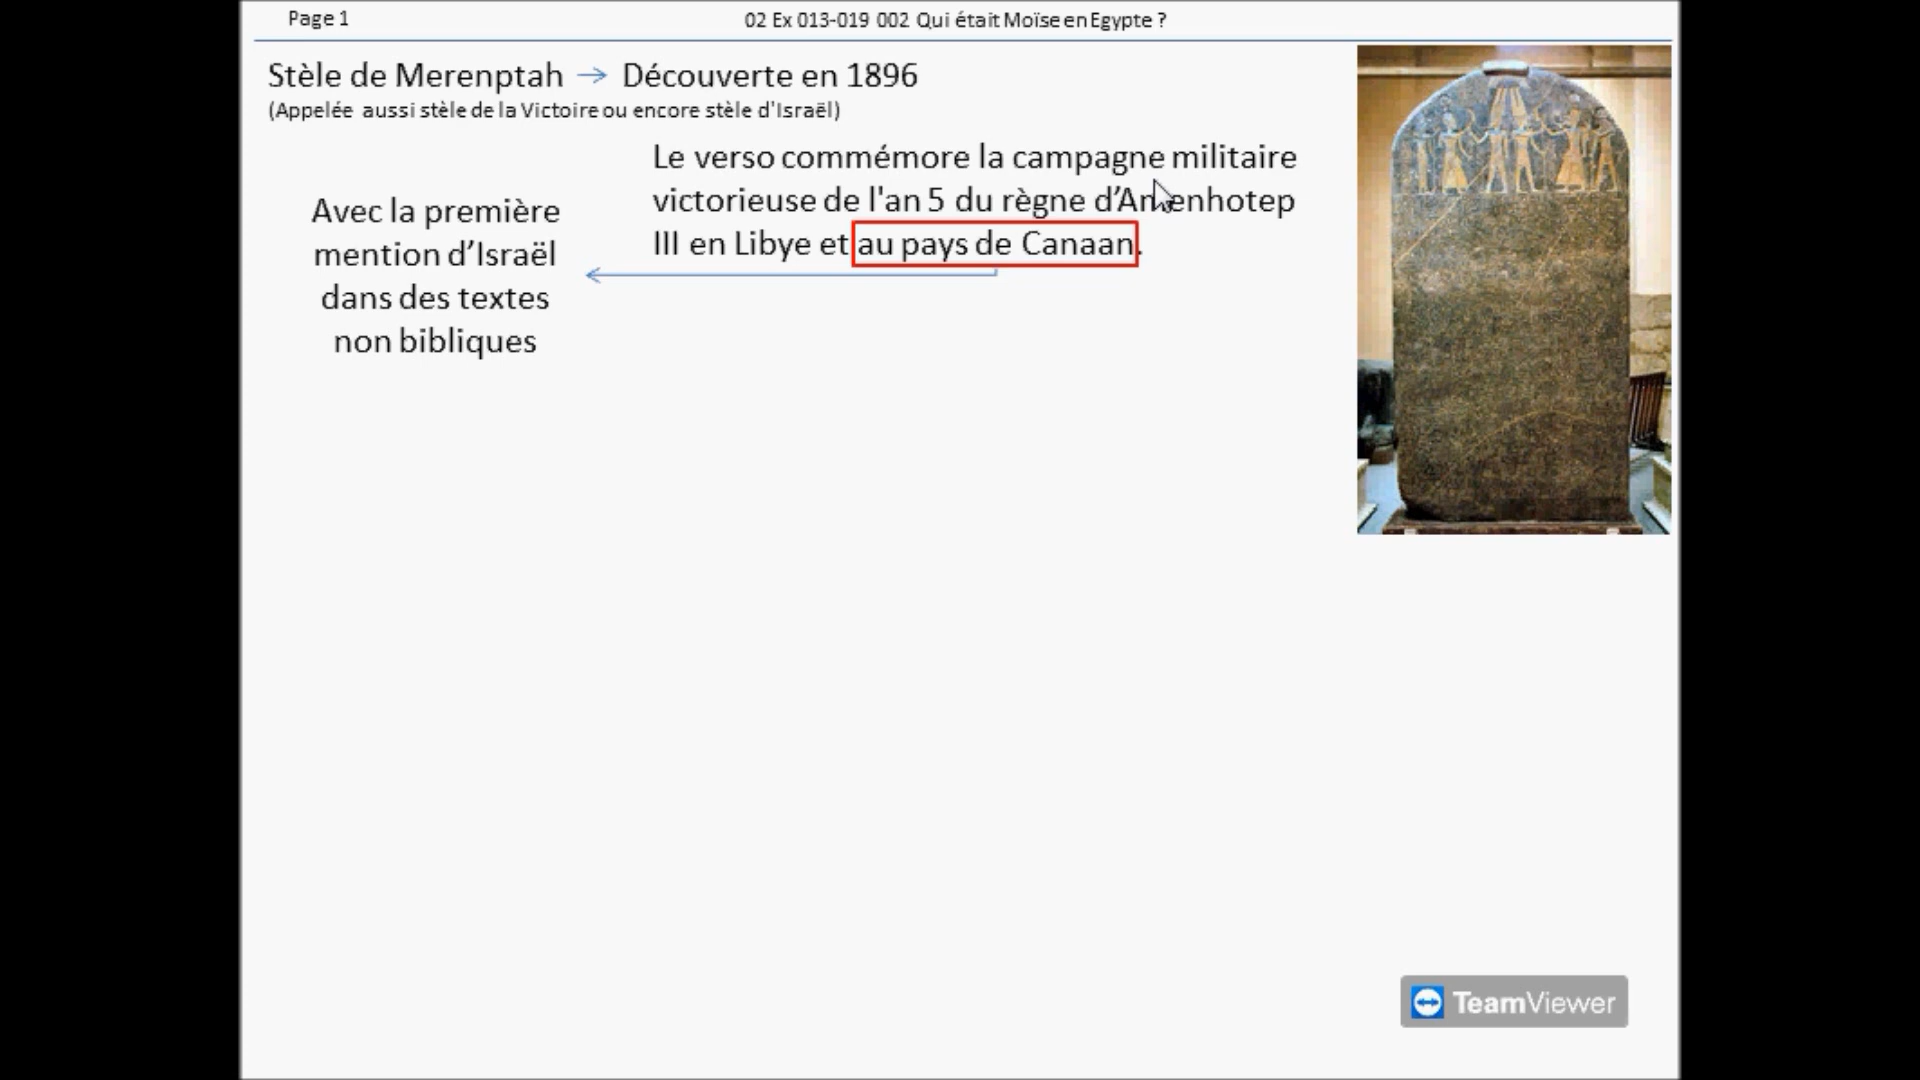 Page 1
02 Ex 013-019 002 Qui était Moïse en Egypte ?
Stèle de Merenptah → Découverte en 1896
(Appelée aussi stèle de la Victoire ou encore stèle d'Israël)
Le verso commémore la campagne militaire
victorieuse de l'an 5 du règne d’Amenhotep
III en Libye et au pays de Canaan.
Avec la première
mention d’Israël
dans des textes
non bibliques
TeamViewer